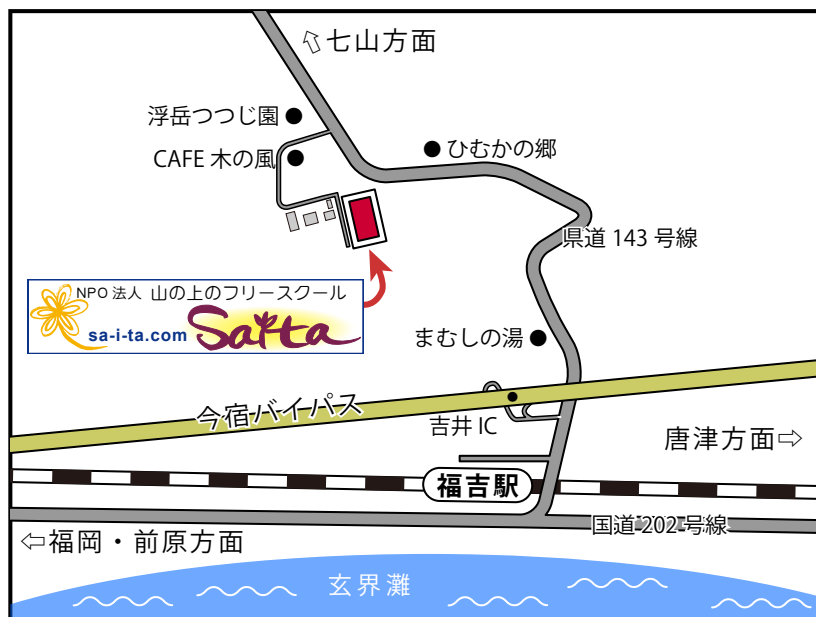 ⇧七山方面
浮岳つつじ園
CAFE 木の風
ひむかの郷
県道 143 号線
NPO 法人 山の上のフリースクール
sa-i-ta.com
Saita
まむしの湯
今宿バイパス
吉井 IC
唐津方面⇨
福吉駅
国道 202 号線
⇦福岡・前原方面
玄界灘